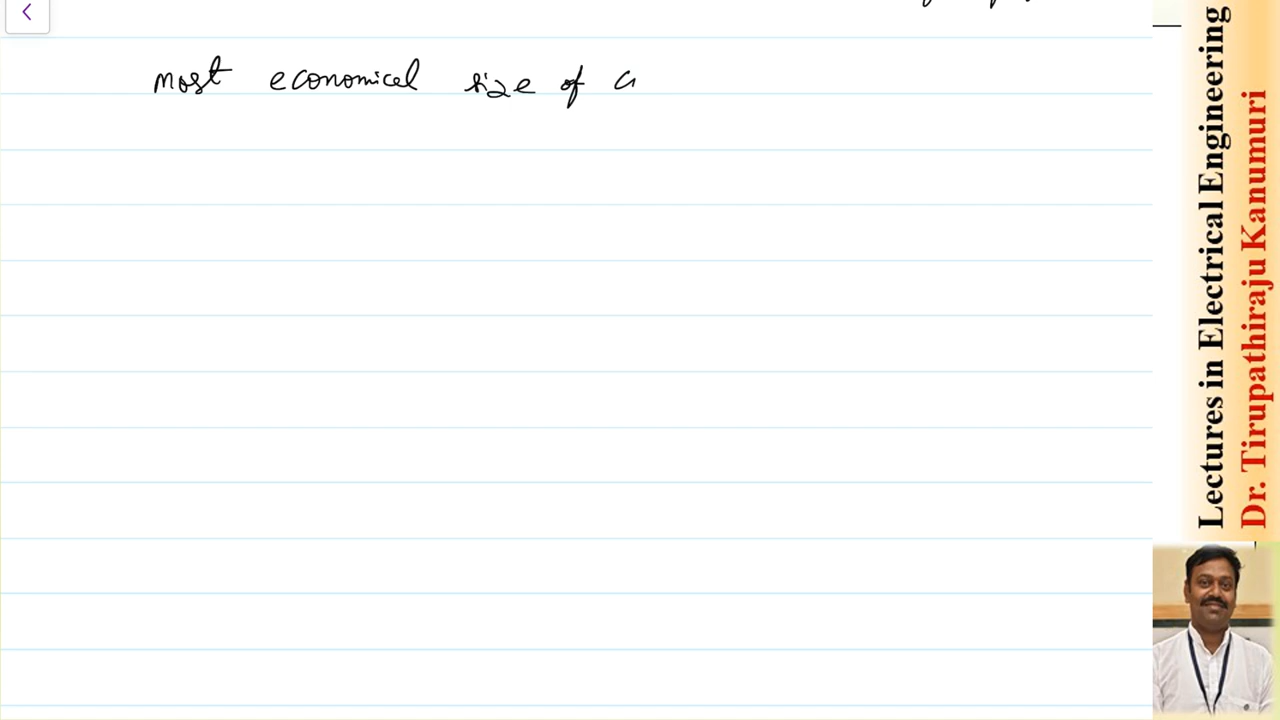 most economical size of a
Lectures in Electrical Engineering
Dr. Tirupathiraju Kanumuri